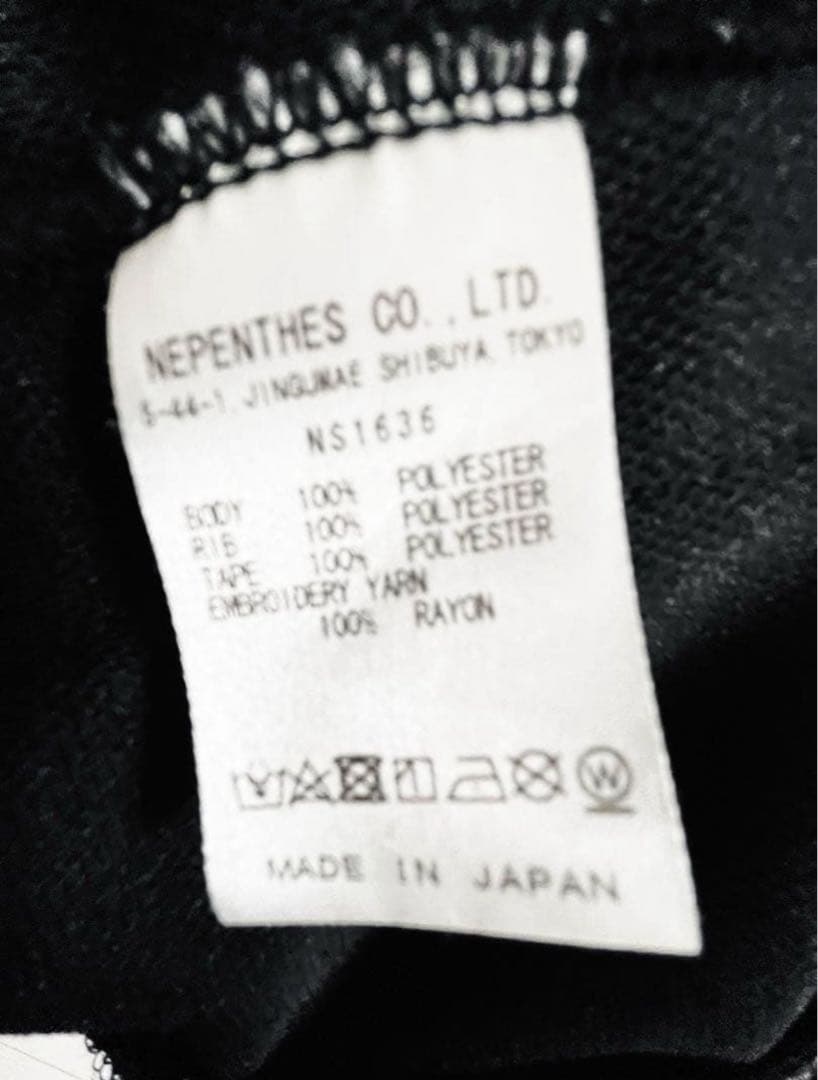 NEPENTHES CO.,LTD.
5-44-1, JINGUMAE SHIBUYA TOKYO
NS1636
BODY 100% POLYESTER
RIB 100% POLYESTER
TAPE 100% POLYESTER
EMBROIDERY YARN
100% RAYON
W
MADE IN JAPAN